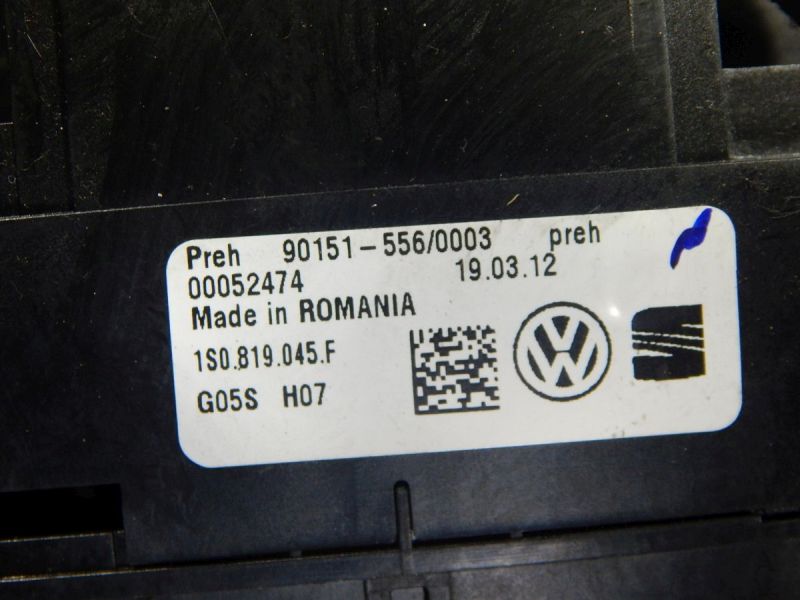 Preh 90151-556/0003 preh
00052474 19.03.12
Made in ROMANIA
1S0.819.045.F
G05S H07